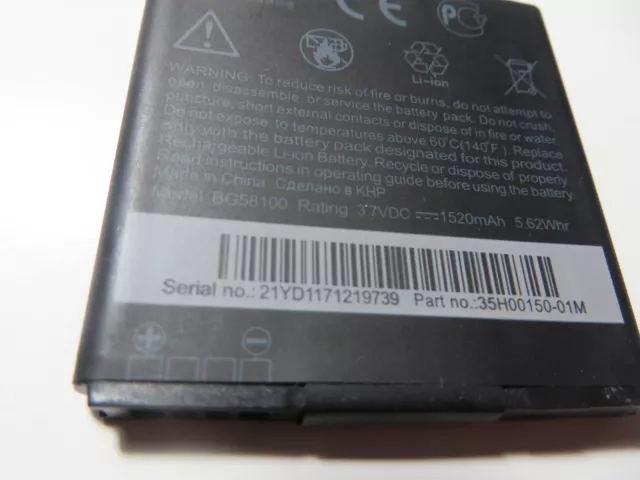 CE PC
Li-ion
WARNING: To reduce risk of fire or burns, do not attempt to
open, disassemble, or service the battery pack. Do not crush,
puncture, short external contacts or dispose of in fire or water.
Do not expose to temperatures above 60°C(140°F). Replace
only with the battery pack designated for this product.
Rechargeable Li-ion Battery, Recycle or dispose of properly
Read instructions in operating guide before using the battery.
Made in China Сделано в КНР
Model: BG58100 Rating: 3.7VDC 1520mAh 5.62Whr
Serial no.: 21YD1171219739 Part no.:35H00150-01M
+ −